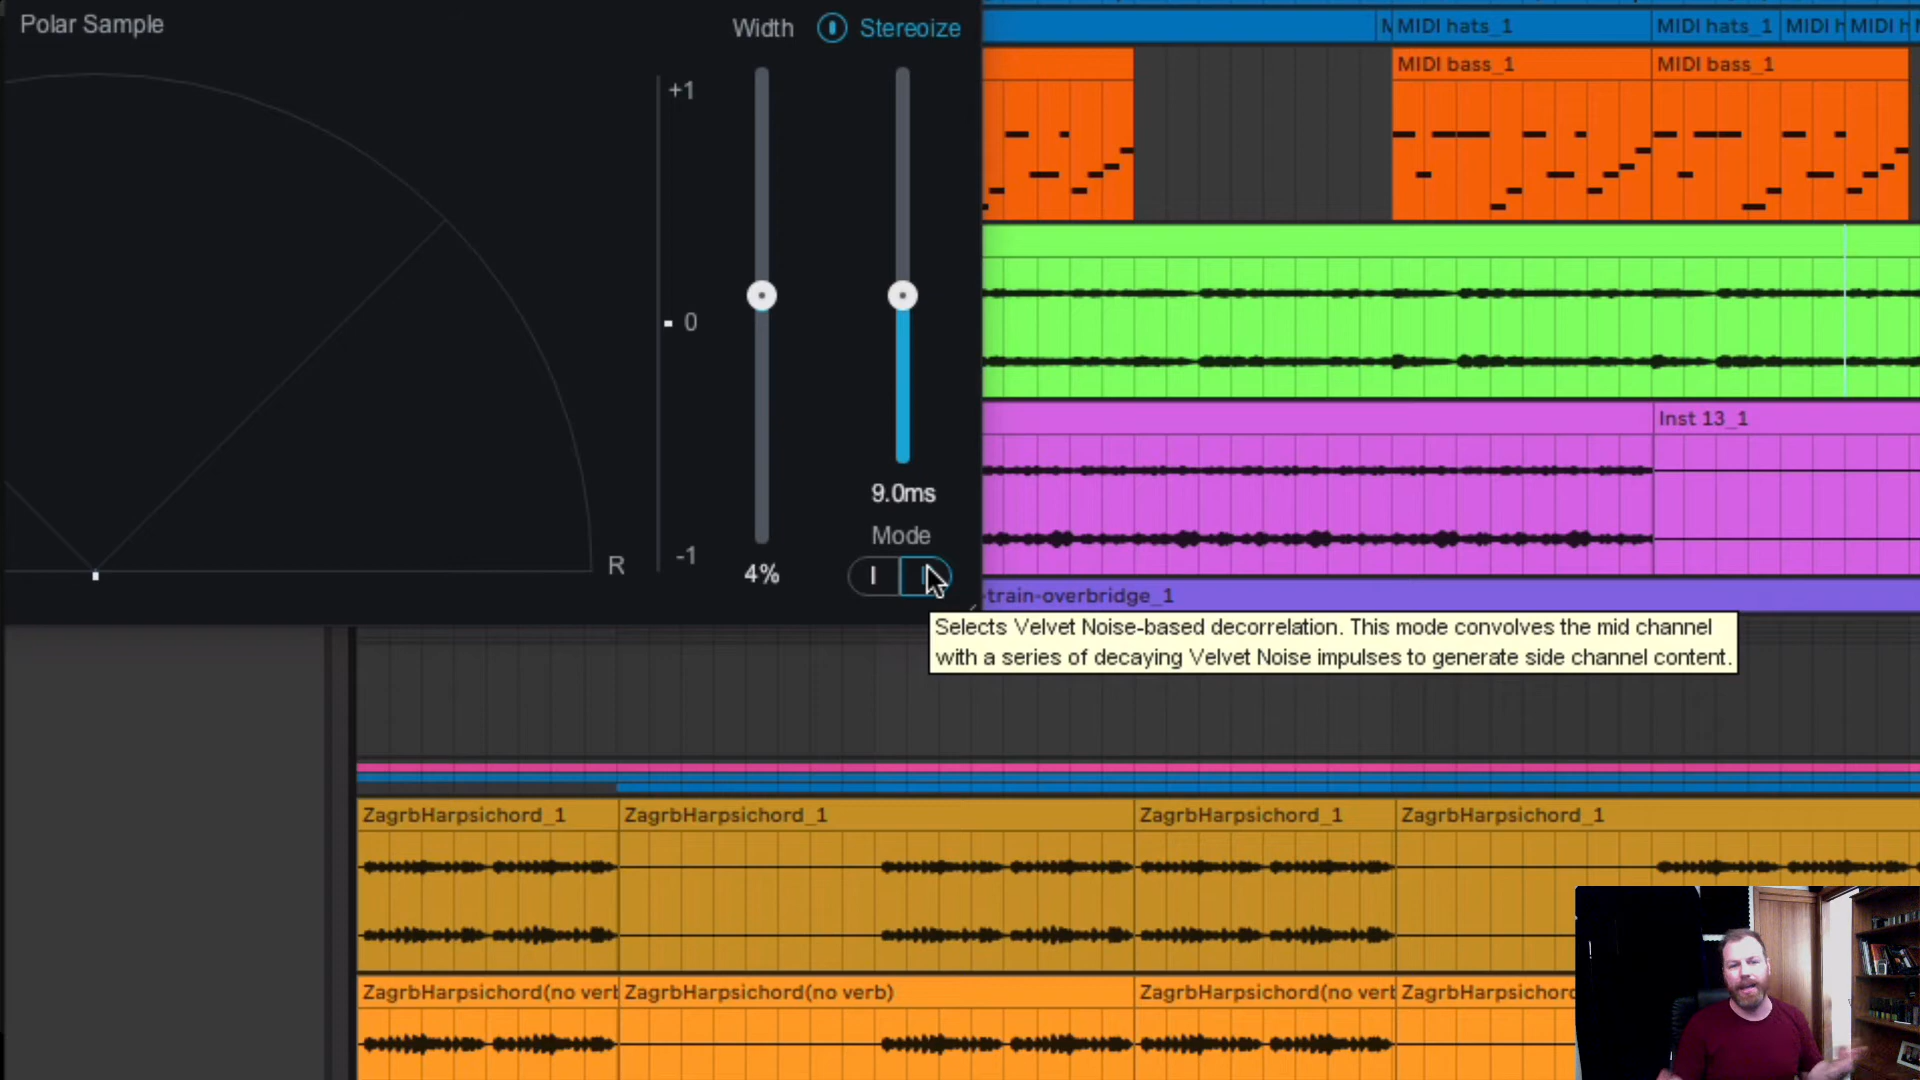 Polar Sample
Width
Stereoize
+1
0
-1
R
4%
9.0ms
Mode
I
MIDI hats_1
MIDI hats_1
MIDI bass_1
MIDI bass_1
Inst 13_1
-train-overbridge_1
Selects Velvet Noise-based decorrelation. This mode convolves the mid channel
with a series of decaying Velvet Noise impulses to generate side channel content.
ZagrbHarpsichord_1
ZagrbHarpsichord_1
ZagrbHarpsichord_1
ZagrbHarpsichord_1
ZagrbHarpsichord(no vert
ZagrbHarpsichord(no verb)
ZagrbHarpsichord(no vert
ZagrbHarpsichord